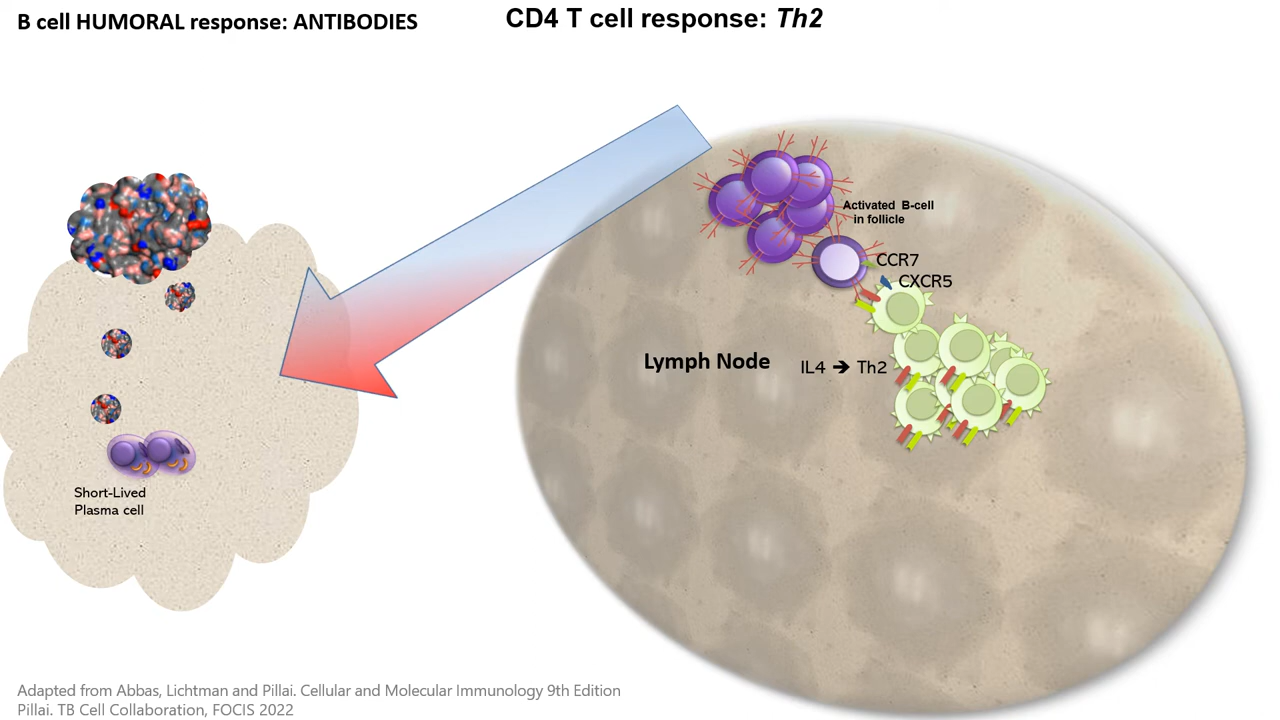 B cell HUMORAL response: ANTIBODIES
CD4 T cell response: Th2
Activated B-cell
in follicle
CCR7
CXCR5
Lymph Node
IL4 ➔ Th2
Short-Lived
Plasma cell
Adapted from Abbas, Lichtman and Pillai. Cellular and Molecular Immunology 9th Edition
Pillai. TB Cell Collaboration, FOCIS 2022